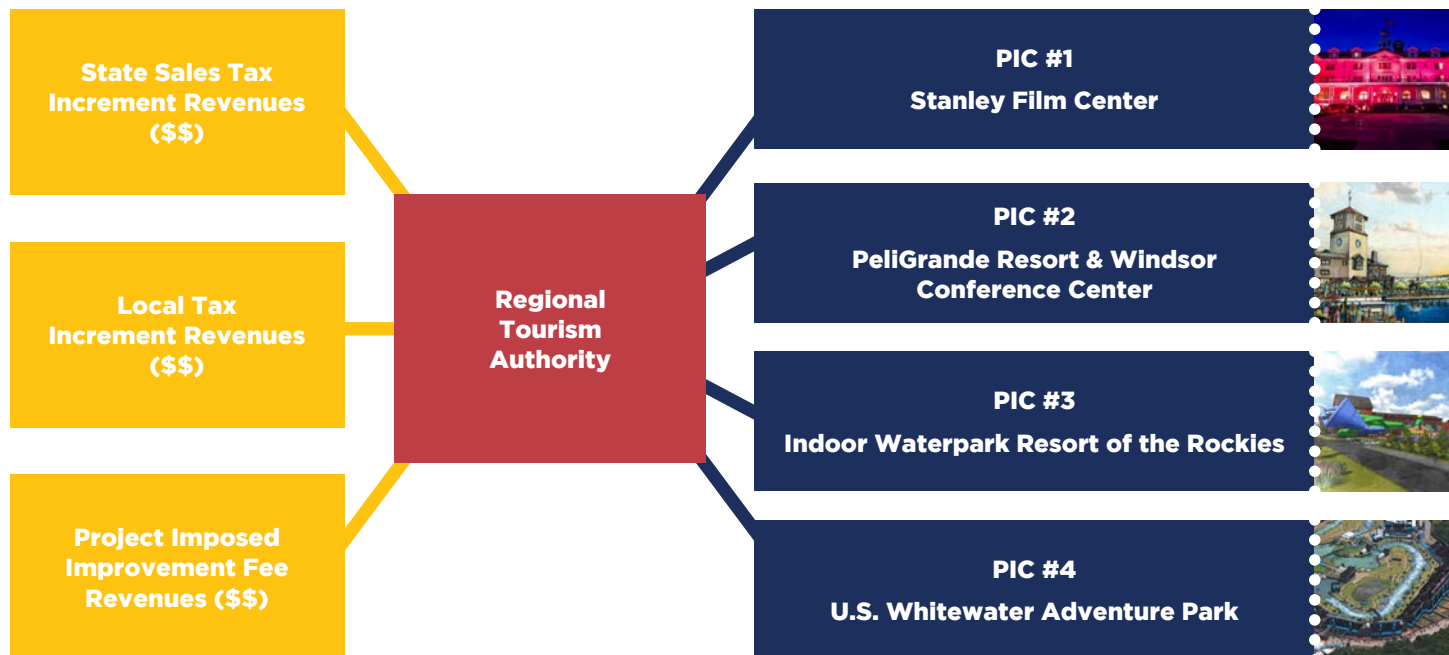 State Sales Tax
Increment Revenues
($$)
Local Tax
Increment Revenues
($$)
Project Imposed
Improvement Fee
Revenues ($$)
Regional
Tourism
Authority
PIC #1
Stanley Film Center
PIC #2
PeliGrande Resort & Windsor
Conference Center
PIC #3
Indoor Waterpark Resort of the Rockies
PIC #4
U.S. Whitewater Adventure Park